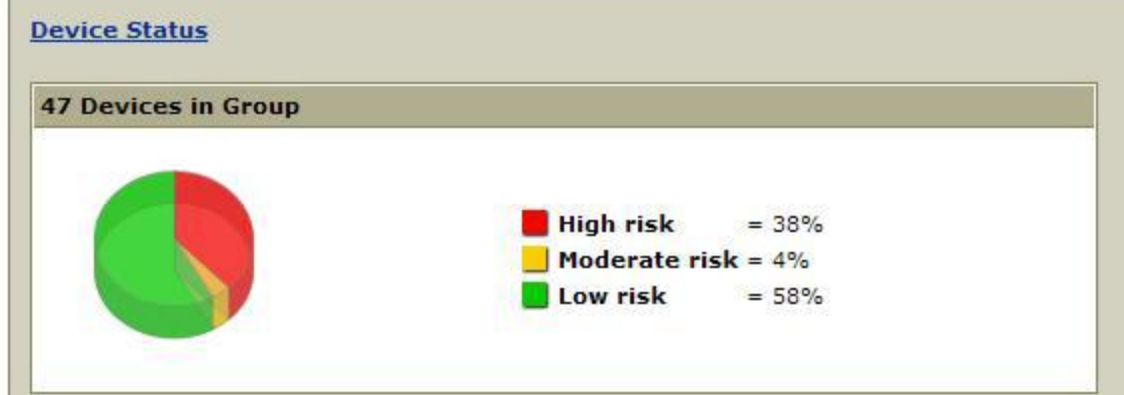 Device Status
47 Devices in Group
High risk = 38%
Moderate risk = 4%
Low risk = 58%